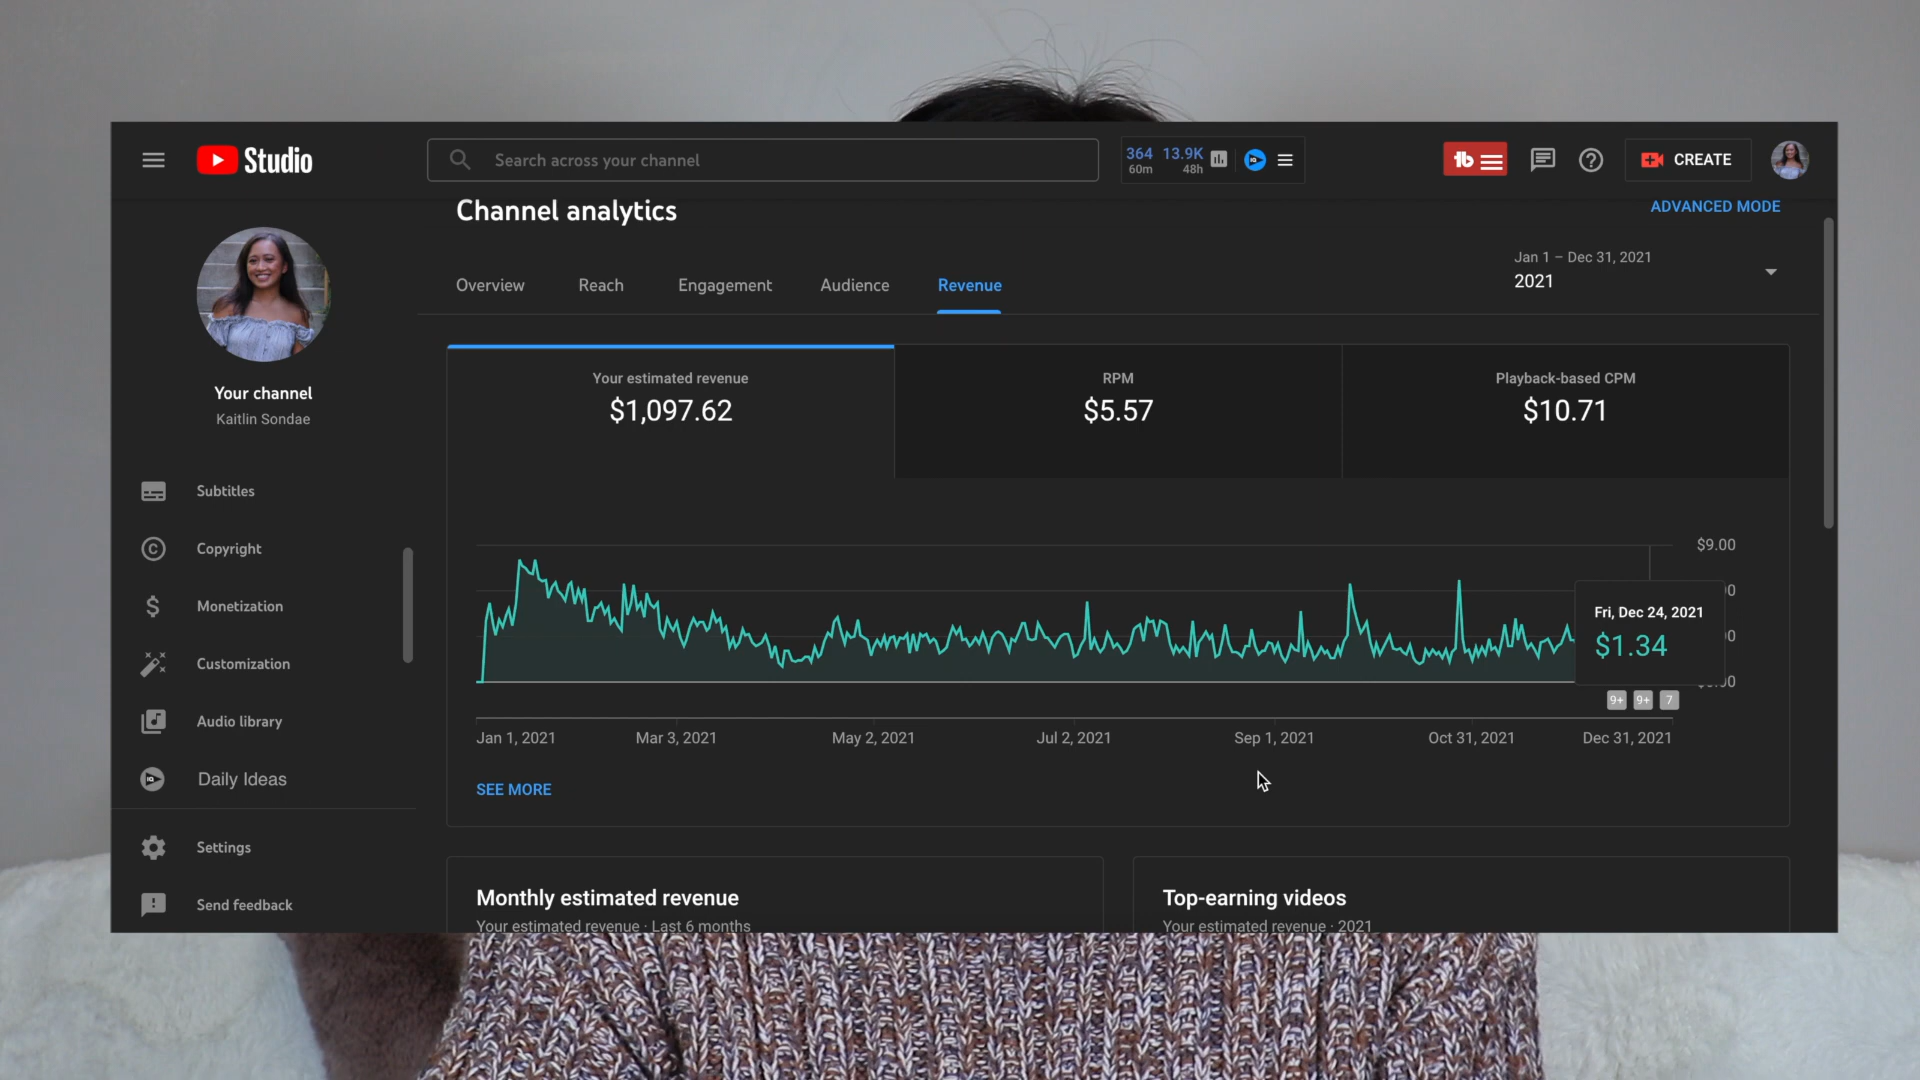 Studio
Search across your channel
364 13.9K
60m 48h
CREATE
Channel analytics
ADVANCED MODE
Jan 1 – Dec 31, 2021
2021
Overview Reach Engagement Audience Revenue
Your channel
Kaitlin Sondae
Subtitles
Copyright
Monetization
Customization
Audio library
Daily Ideas
Settings
Send feedback
Your estimated revenue
$1,097.62
RPM
$5.57
Playback-based CPM
$10.71
$9.00
Fri, Dec 24, 2021
$1.34
9+ 9+ 7
Jan 1, 2021 Mar 3, 2021 May 2, 2021 Jul 2, 2021 Sep 1, 2021 Oct 31, 2021 Dec 31, 2021
SEE MORE
Monthly estimated revenue
Your estimated revenue · Last 6 months
Top-earning videos
Your estimated revenue · 2021